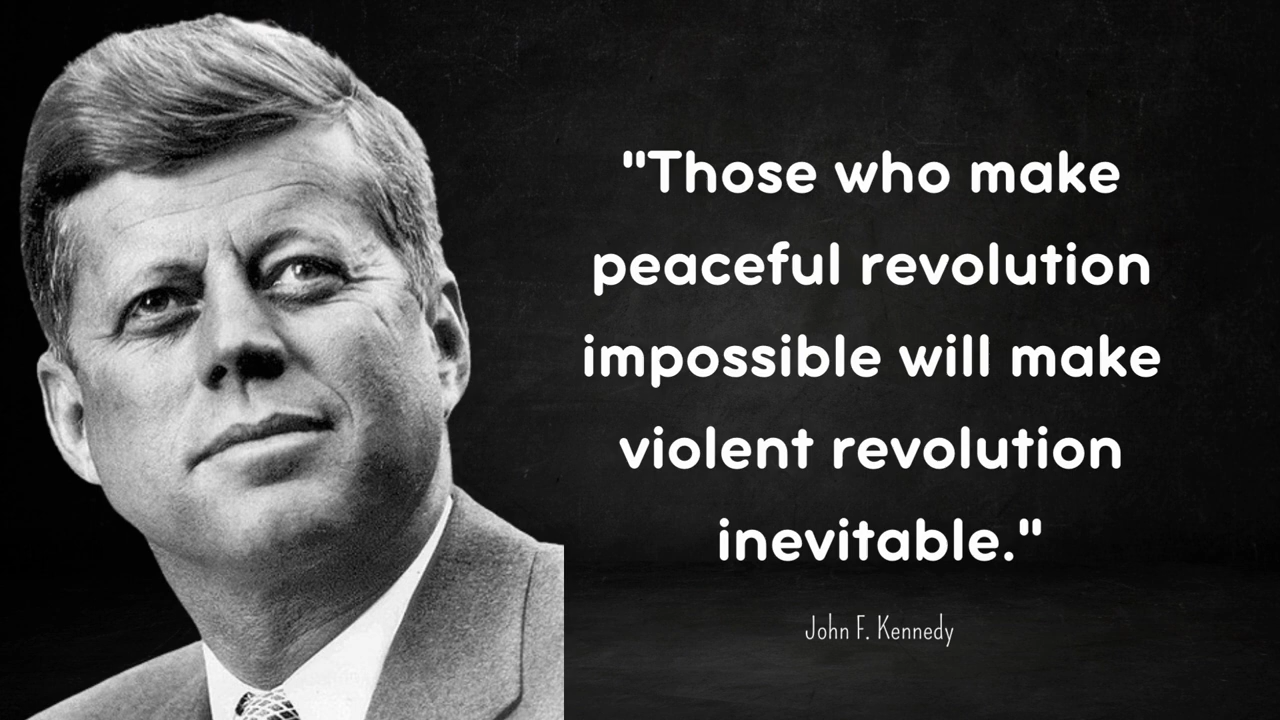 "Those who make
peaceful revolution
impossible will make
violent revolution
inevitable."
John F. Kennedy